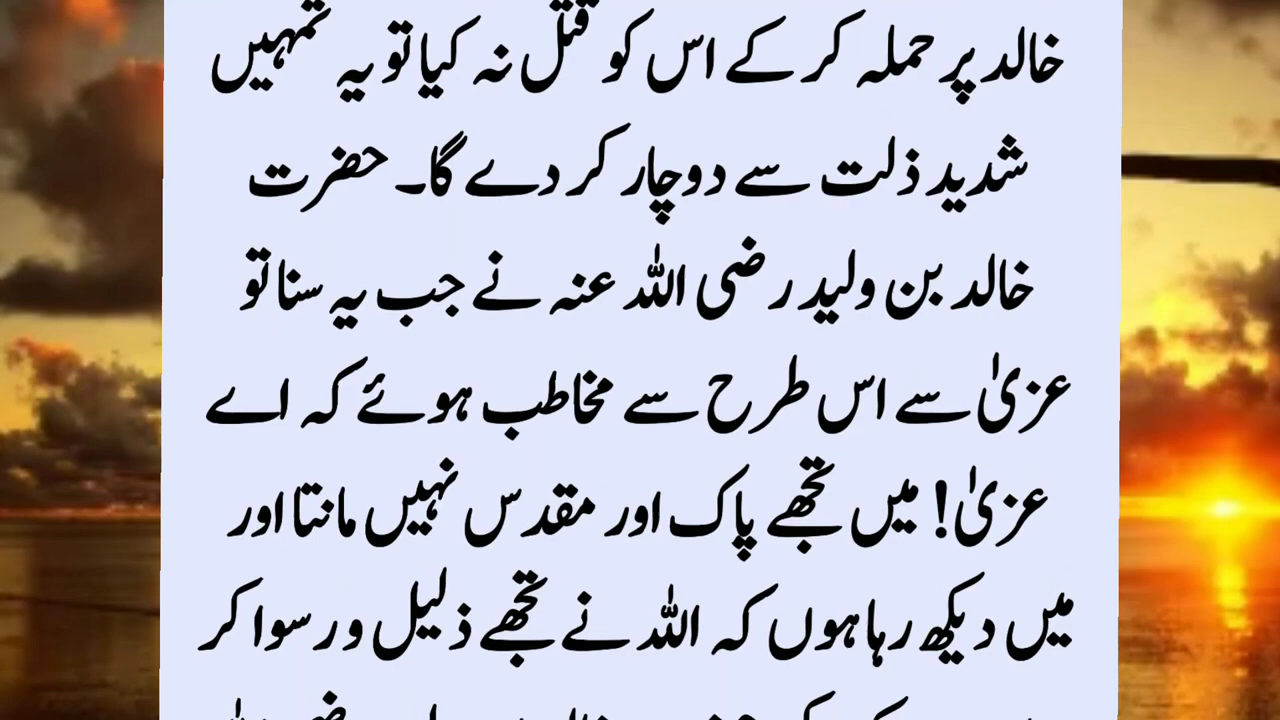 خالد پر حملہ کر کے اس کو قتل نہ کیا تو یہ تمہیں
شدید ذلت سے دوچار کر دے گا۔ حضرت
خالد بن ولید رضی اللہ عنہ نے جب یہ سنا تو
عزیٰ سے اس طرح سے مخاطب ہوئے کہ اے
عزیٰ! میں تجھے پاک اور مقدس نہیں مانتا اور
میں دیکھ رہا ہوں کہ اللہ نے تجھے ذلیل و رسوا کر